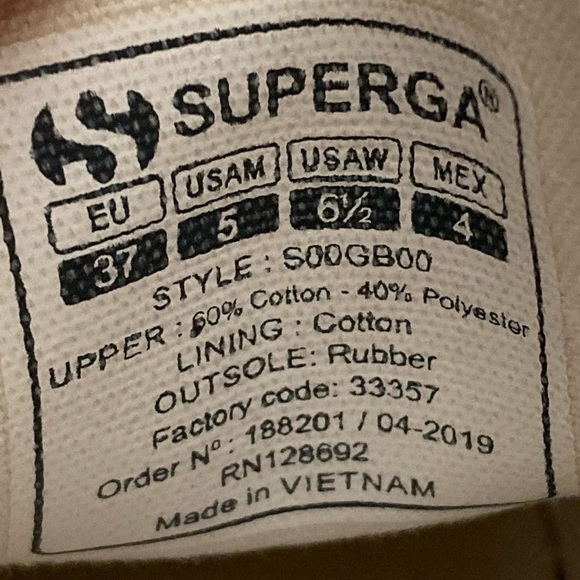 SUPERGA®
EU USAM USAW MEX
37 5 6½ 4
STYLE : S00GB00
UPPER : 60% Cotton - 40% Polyester
LINING : Cotton
OUTSOLE: Rubber
Factory code: 33357
Order Nº: 188201 / 04-2019
RN128692
Made in VIETNAM